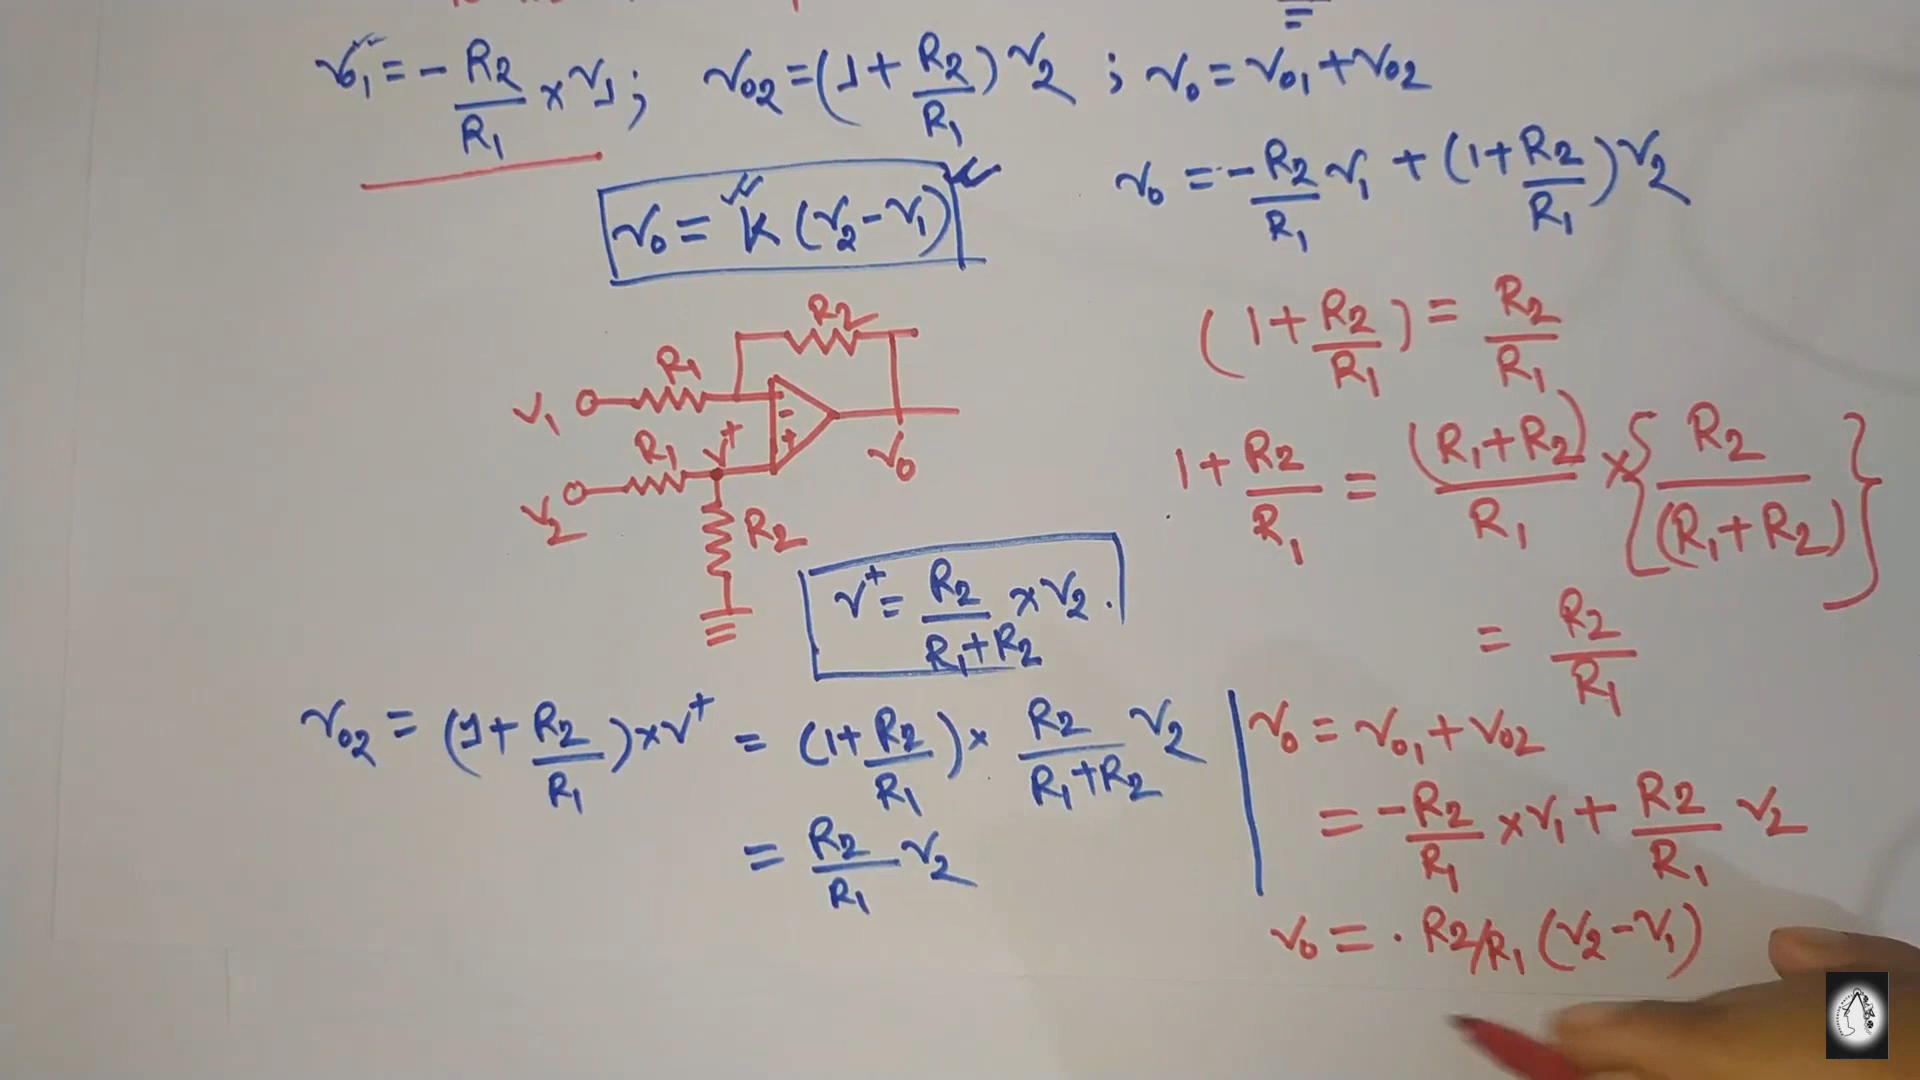 v01 = - R2/R1 × v1 ; v02 = (1 + R2/R1) v2 ; v0 = v01 + v02
v0 = - R2/R1 v1 + (1 + R2/R1) v2
v0 = K (v2 - v1)
(1 + R2/R1) = R2/R1
R2
R1
V1
- 
+
V0
R1
V+
V2
R2
1 + R2/R1 = (R1 + R2)/R1 × { R2/(R1 + R2) }
= R2/R1
V+ = R2/R1+R2 × V2 .
v02 = (1 + R2/R1) × v+ = (1 + R2/R1) × R2/R1+R2 v2
= R2/R1 v2
v0 = v01 + v02
= - R2/R1 × v1 + R2/R1 v2
v0 = . R2/R1 (v2 - v1)